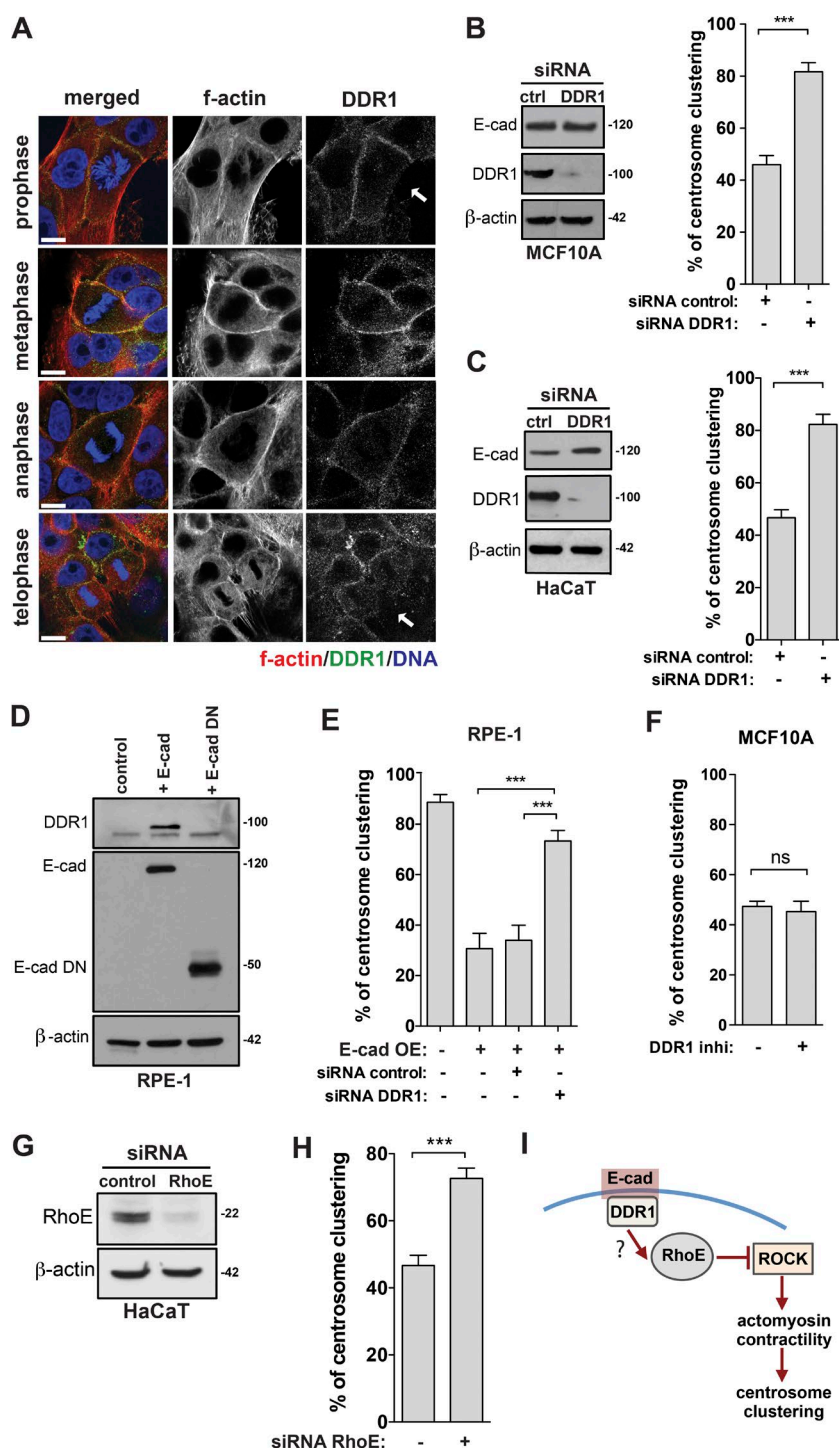 A
merged
f-actin
DDR1
prophase
metaphase
anaphase
telophase
f-actin/DDR1/DNA
B
siRNA
ctrl DDR1
E-cad
-120
DDR1
-100
β-actin
-42
MCF10A
% of centrosome clustering
100
80
60
40
20
0
***
siRNA control: + -
siRNA DDR1: - +
C
siRNA
ctrl DDR1
E-cad
-120
DDR1
-100
β-actin
-42
HaCaT
% of centrosome clustering
100
80
60
40
20
0
***
siRNA control: + -
siRNA DDR1: - +
D
control
+ E-cad
+ E-cad DN
DDR1
-100
E-cad
-120
E-cad DN
-50
β-actin
-42
RPE-1
E
RPE-1
% of centrosome clustering
100
80
60
40
20
0
***
***
E-cad OE: - + + +
siRNA control: - - + -
siRNA DDR1: - - - +
F
MCF10A
% of centrosome clustering
100
80
60
40
20
0
ns
DDR1 inhi: - +
G
siRNA
control RhoE
RhoE
-22
β-actin
-42
HaCaT
H
% of centrosome clustering
80
60
40
20
0
***
siRNA RhoE: - +
I
E-cad
DDR1
?
RhoE
ROCK
actomyosin
contractility
centrosome
clustering